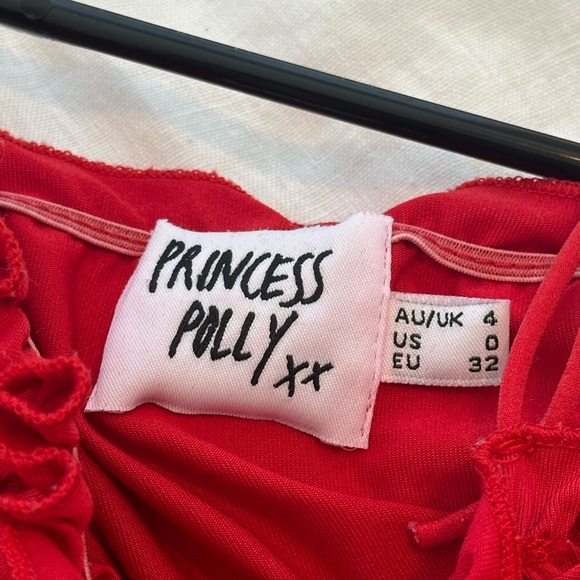 PRINCESS
POLLY xx
AU/UK 4
US 0
EU 32